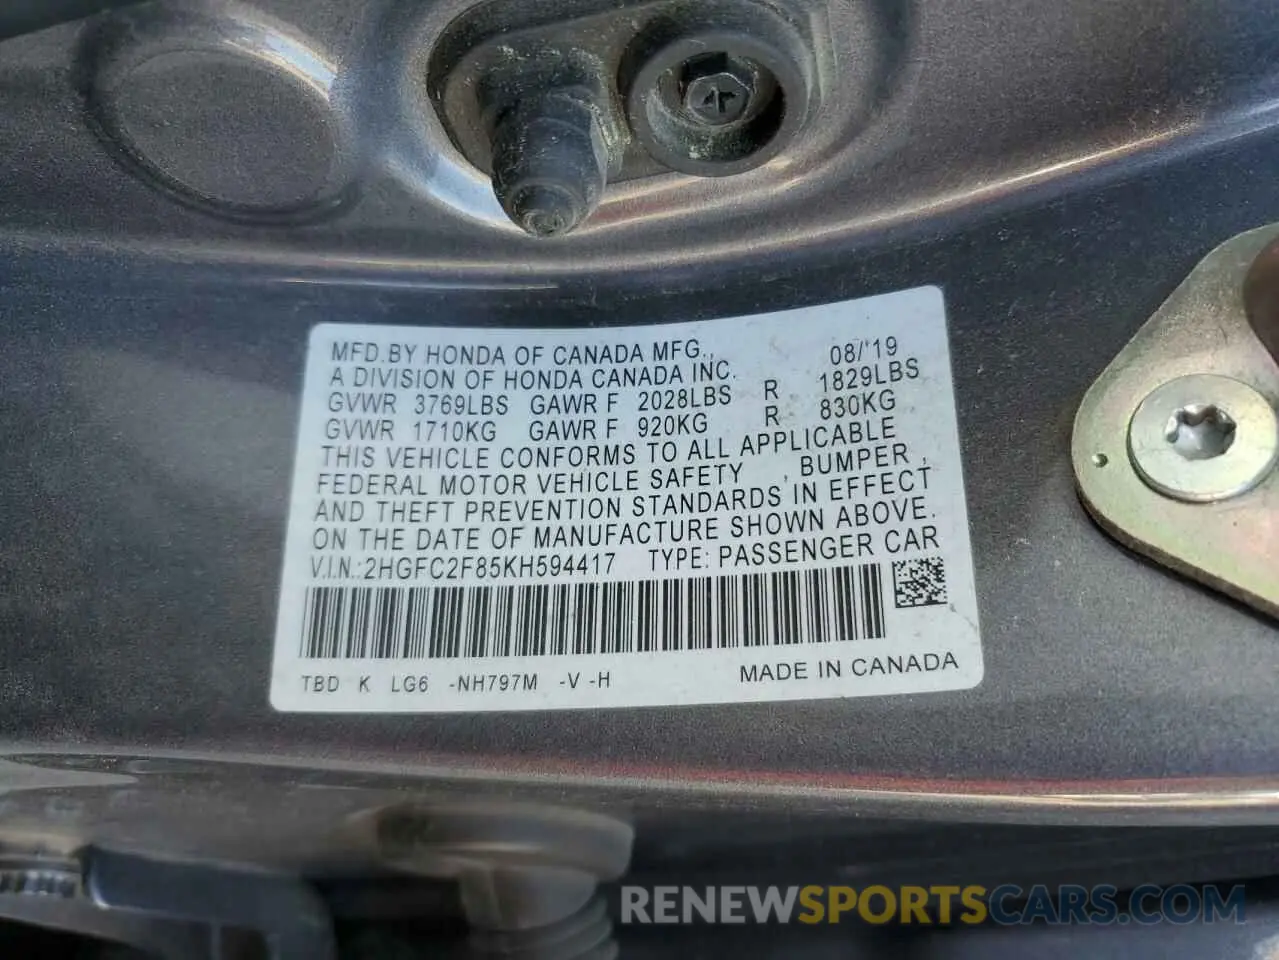 MFD.BY HONDA OF CANADA MFG., 08/'19
A DIVISION OF HONDA CANADA INC.
GVWR 3769LBS GAWR F 2028LBS R 1829LBS
GVWR 1710KG GAWR F 920KG R 830KG
THIS VEHICLE CONFORMS TO ALL APPLICABLE
FEDERAL MOTOR VEHICLE SAFETY , BUMPER ,
AND THEFT PREVENTION STANDARDS IN EFFECT
ON THE DATE OF MANUFACTURE SHOWN ABOVE.
V.I.N.: 2HGFC2F85KH594417 TYPE: PASSENGER CAR
TBD K LG6 -NH797M -V -H MADE IN CANADA
RENEWSPORTSCARS.COM